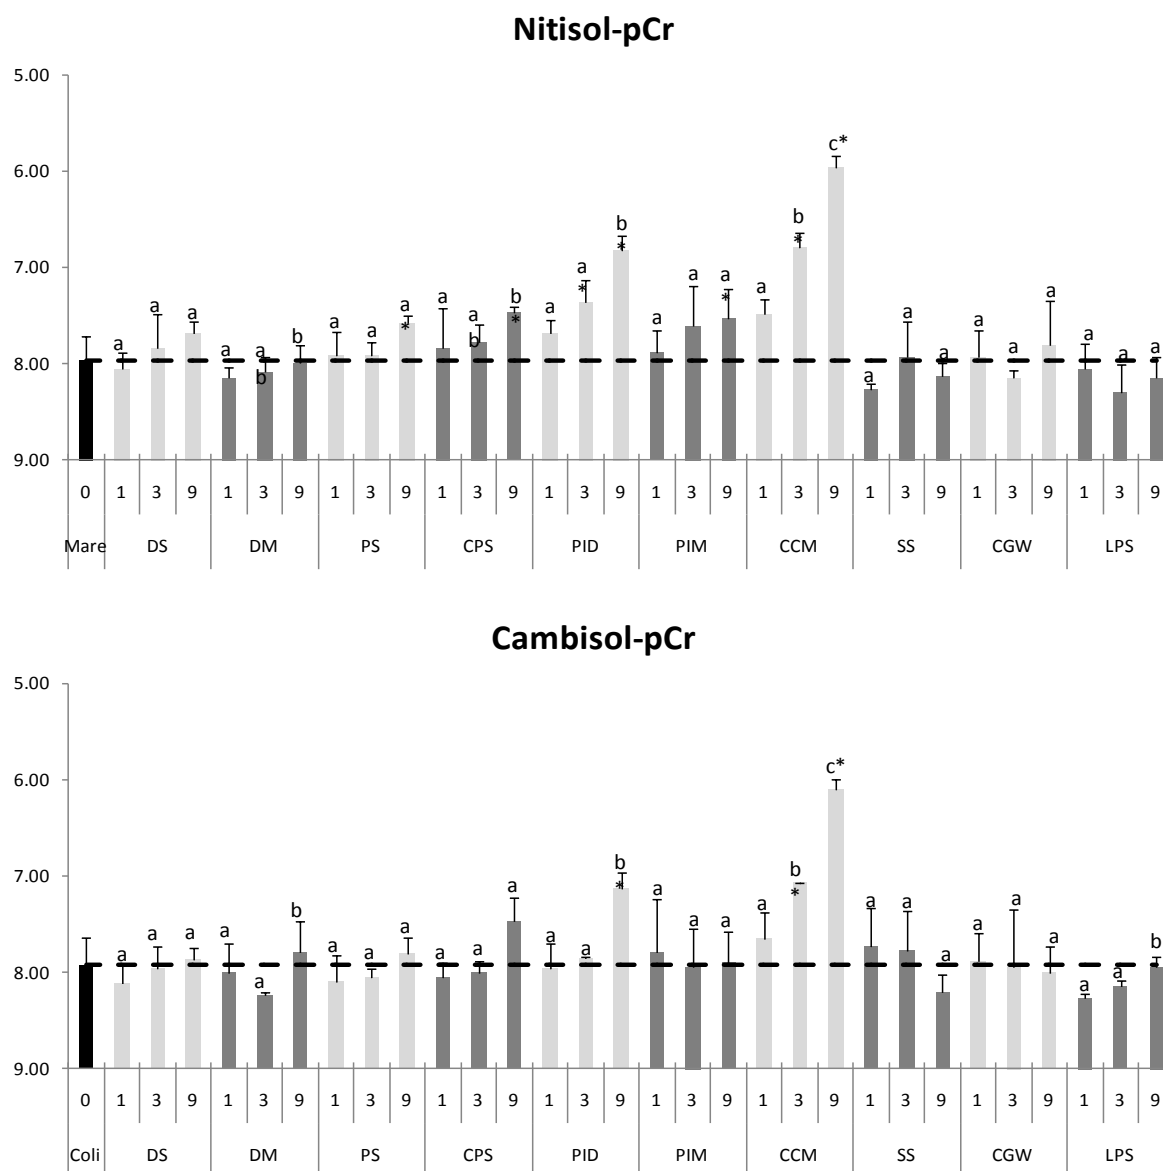 Nitisol-pCr
5.00
6.00
7.00
8.00
9.00
a a a a a b b a a a * a a b b * a a * b * a a a * a b * c* a a a a a a a a a
0 1 3 9 1 3 9 1 3 9 1 3 9 1 3 9 1 3 9 1 3 9 1 3 9 1 3 9 1 3 9
Mare DS DM PS CPS PID PIM CCM SS CGW LPS
Cambisol-pCr
5.00
6.00
7.00
8.00
9.00
a a a a a b a a a a a a a a b * a a a a b * c* a a a a a a a a b
0 1 3 9 1 3 9 1 3 9 1 3 9 1 3 9 1 3 9 1 3 9 1 3 9 1 3 9 1 3 9
Coli DS DM PS CPS PID PIM CCM SS CGW LPS